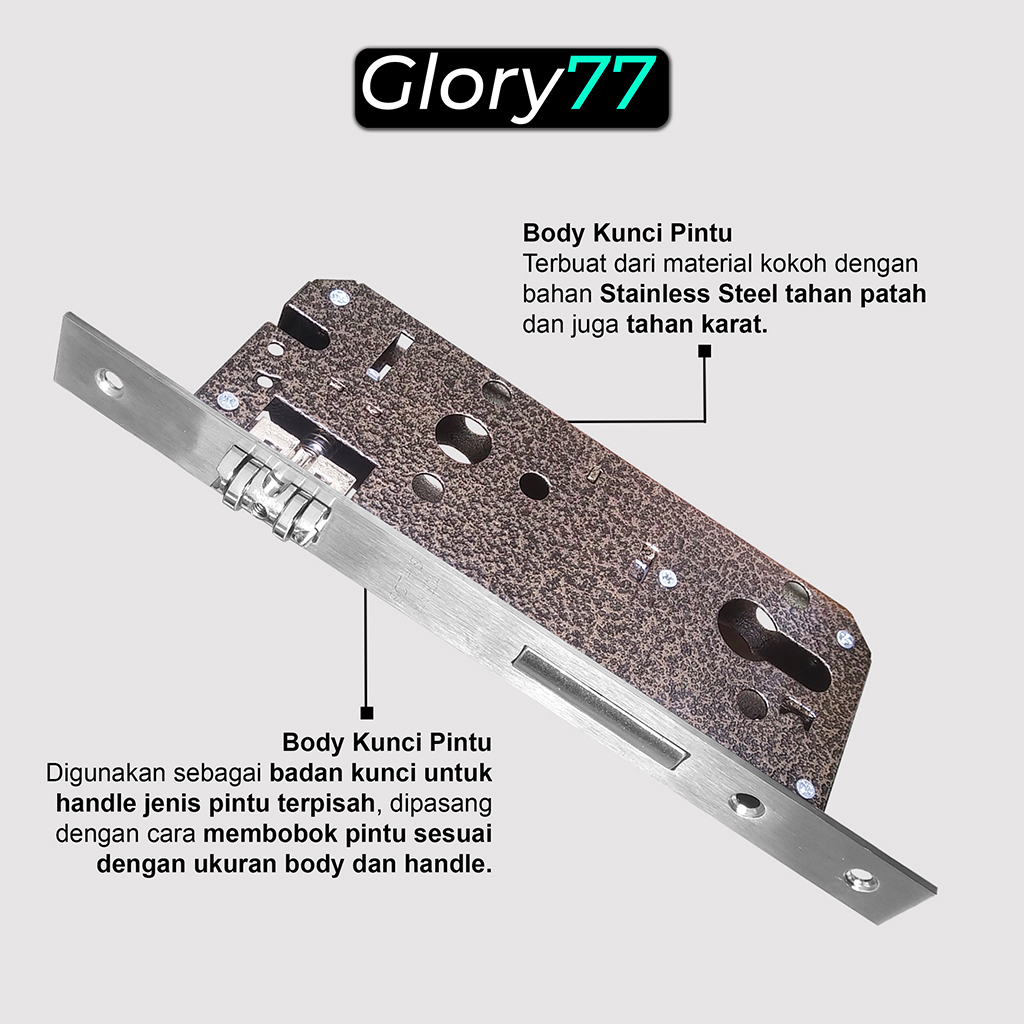 Glory77
Body Kunci Pintu
Terbuat dari material kokoh dengan
bahan Stainless Steel tahan patah
dan juga tahan karat.
Body Kunci Pintu
Digunakan sebagai badan kunci untuk
handle jenis pintu terpisah, dipasang
dengan cara membobok pintu sesuai
dengan ukuran body dan handle.